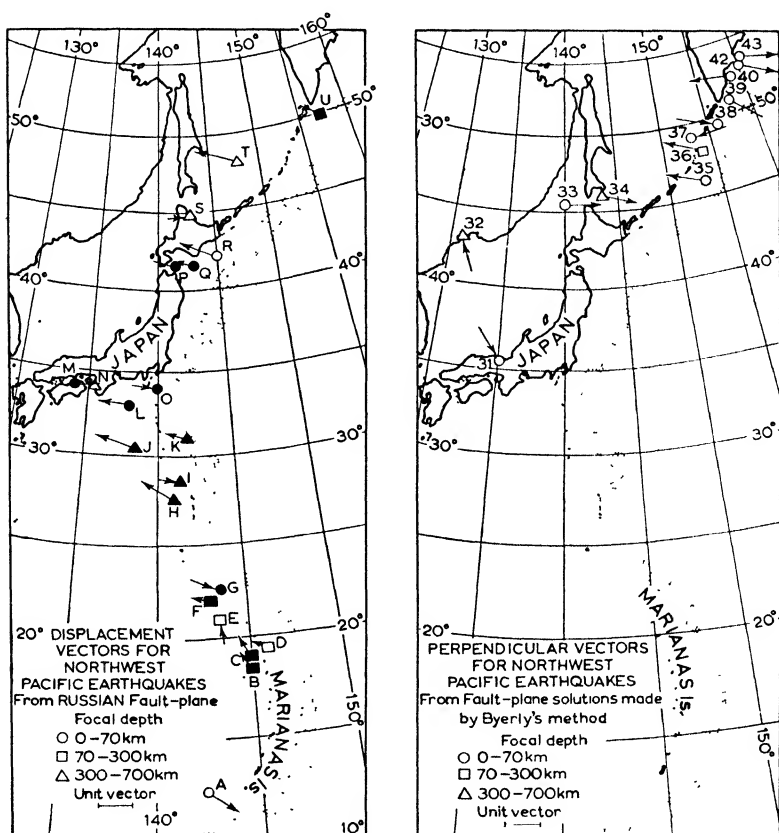 130°
140°
150°
160°
50°
U
50°
T
S
R
P
Q
40°
40°
JAPAN
M
N
O
L
J
K
30°
30°
I
H
G
F
E
20°
D
C
B
MARIANAS Is.
150°
DISPLACEMENT
VECTORS FOR
NORTHWEST
PACIFIC EARTHQUAKES
From RUSSIAN Fault-plane
Focal depth
0-70km
70-300km
300-700km
Unit vector
A
140°
10°
130°
140°
150°
160°
43
42
40
39
38
50°
30°
37
36
35
33
34
32
40°
40°
31
JAPAN
30°
30°
20°
MARIANAS Is.
PERPENDICULAR VECTORS
FOR NORTHWEST
PACIFIC EARTHQUAKES
From Fault-plane solutions made
by Byerly's method
Focal depth
0-70km
70-300km
300-700km
Unit vector
150°